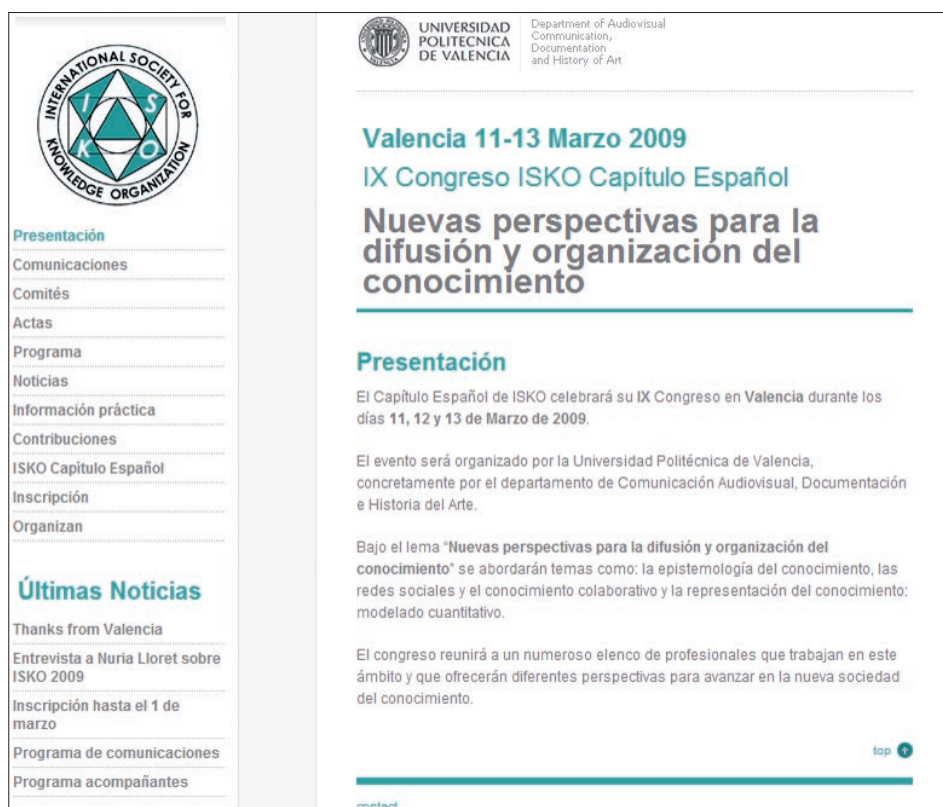 INTERNATIONAL SOCIETY FOR
KNOWLEDGE ORGANIZATION
I S
K O
Presentación
Comunicaciones
Comités
Actas
Programa
Noticias
Información pràctica
Contribuciones
ISKO Capítulo Español
Inscripción
Organizan
Últimas Noticias
Thanks from Valencia
Entrevista a Nuria Lloret sobre
ISKO 2009
Inscripción hasta el 1 de
marzo
Programa de comunicaciones
Programa acompañantes
UNIVERSIDAD
POLITECNICA
DE VALENCIA
Department of Audiovisual
Communication,
Documentation
and History of Art
Valencia 11-13 Marzo 2009
IX Congreso ISKO Capítulo Español
Nuevas perspectivas para la
difusión y organización del
conocimiento
Presentación
El Capítulo Español de ISKO celebrará su IX Congreso en Valencia durante los
días 11, 12 y 13 de Marzo de 2009.
El evento será organizado por la Universidad Politécnica de Valencia,
concretamente por el departamento de Comunicación Audiovisual, Documentación
e Historia del Arte.
Bajo el lema "Nuevas perspectivas para la difusión y organización del
conocimiento" se abordarán temas como: la epistemología del conocimiento, las
redes sociales y el conocimiento colaborativo y la representación del conocimiento:
modelado cuantitativo.
El congreso reunirá a un numeroso elenco de profesionales que trabajan en este
ámbito y que ofrecerán diferentes perspectivas para avanzar en la nueva sociedad
del conocimiento.
top
contact